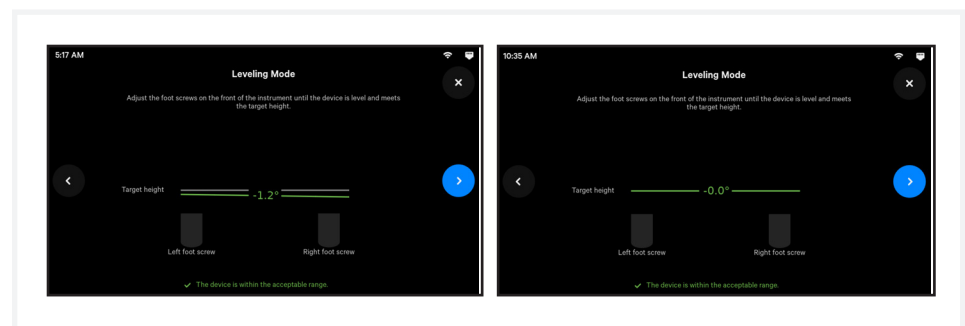 5:17 AM
Leveling Mode
Adjust the foot screws on the front of the instrument until the device is level and meets
the target height.
Target height
-1.2°
Left foot screw
Right foot screw
✓ The device is within the acceptable range.
10:35 AM
Leveling Mode
Adjust the foot screws on the front of the instrument until the device is level and meets
the target height.
Target height
-0.0°
Left foot screw
Right foot screw
✓ The device is within the acceptable range.